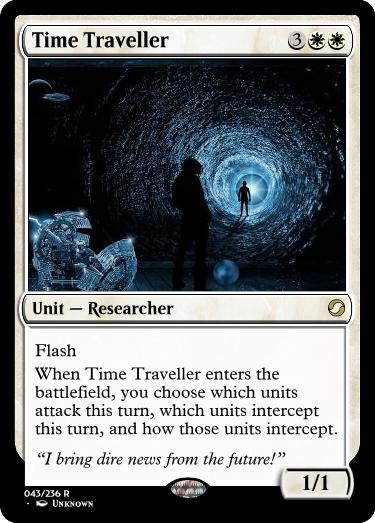 Time Traveller 3
Unit — Researcher
Flash
When Time Traveller enters the
battlefield, you choose which units
attack this turn, which units intercept
this turn, and how those units intercept.
“I bring dire news from the future!”
1/1
043/236 R
· Unknown